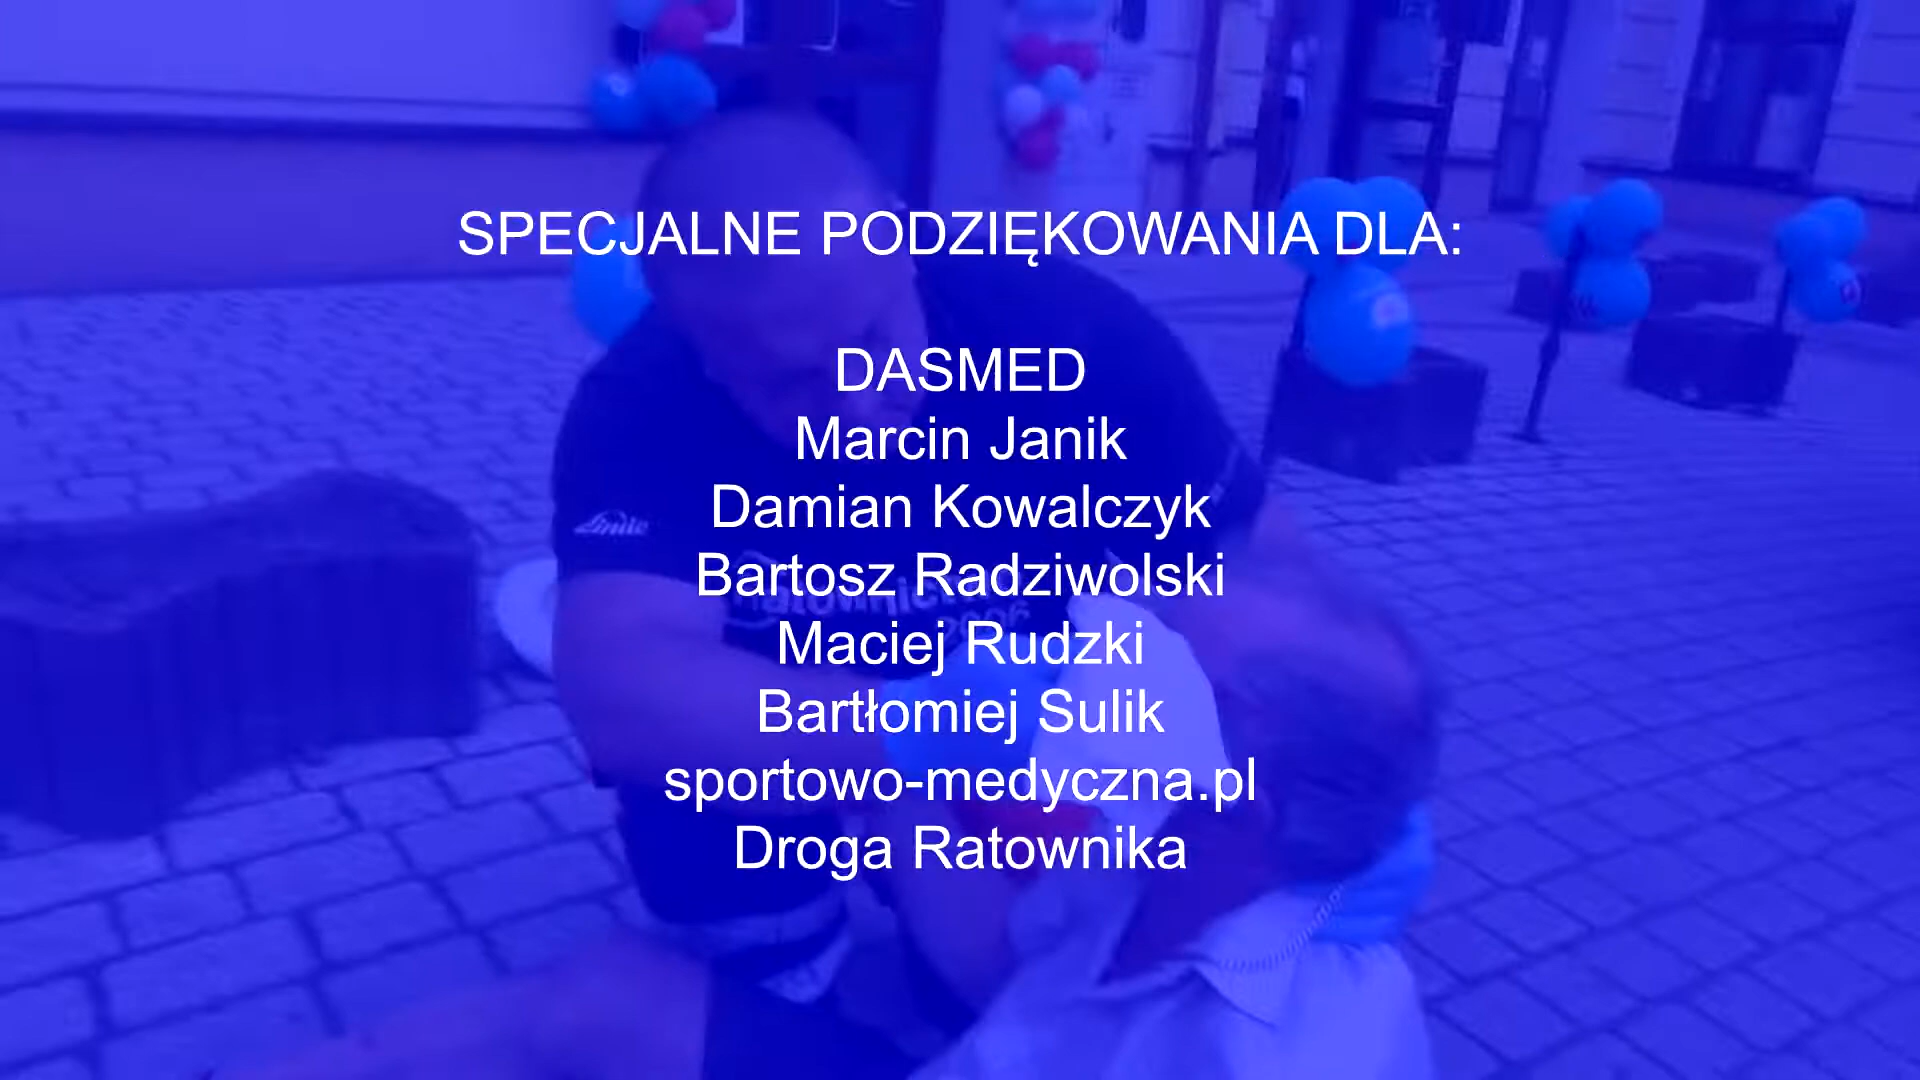 SPECJALNE PODZIĘKOWANIA DLA:
DASMED
Marcin Janik
Damian Kowalczyk
Bartosz Radziwolski
Maciej Rudzki
Bartłomiej Sulik
sportowo-medyczna.pl
Droga Ratownika